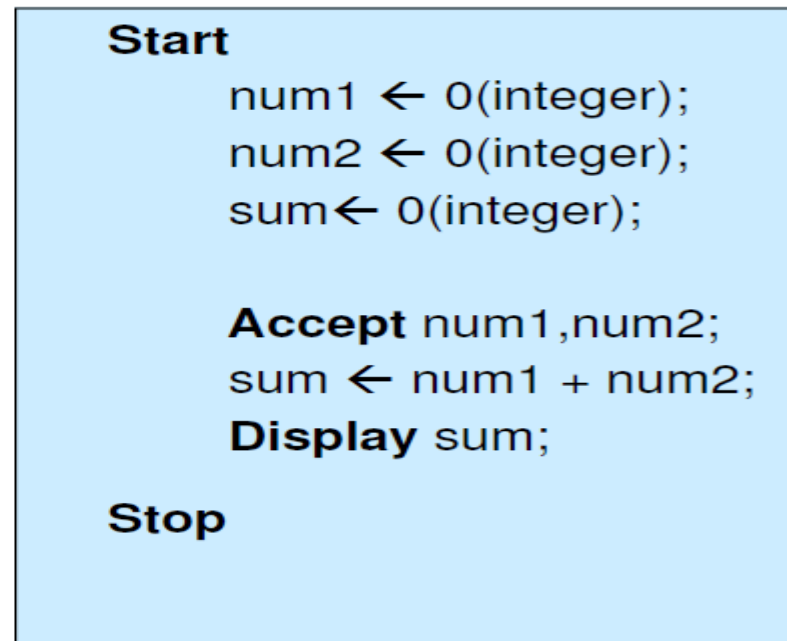 Start
num1 ← 0(integer);
num2 ← 0(integer);
sum← 0(integer);
Accept num1,num2;
sum ← num1 + num2;
Display sum;
Stop